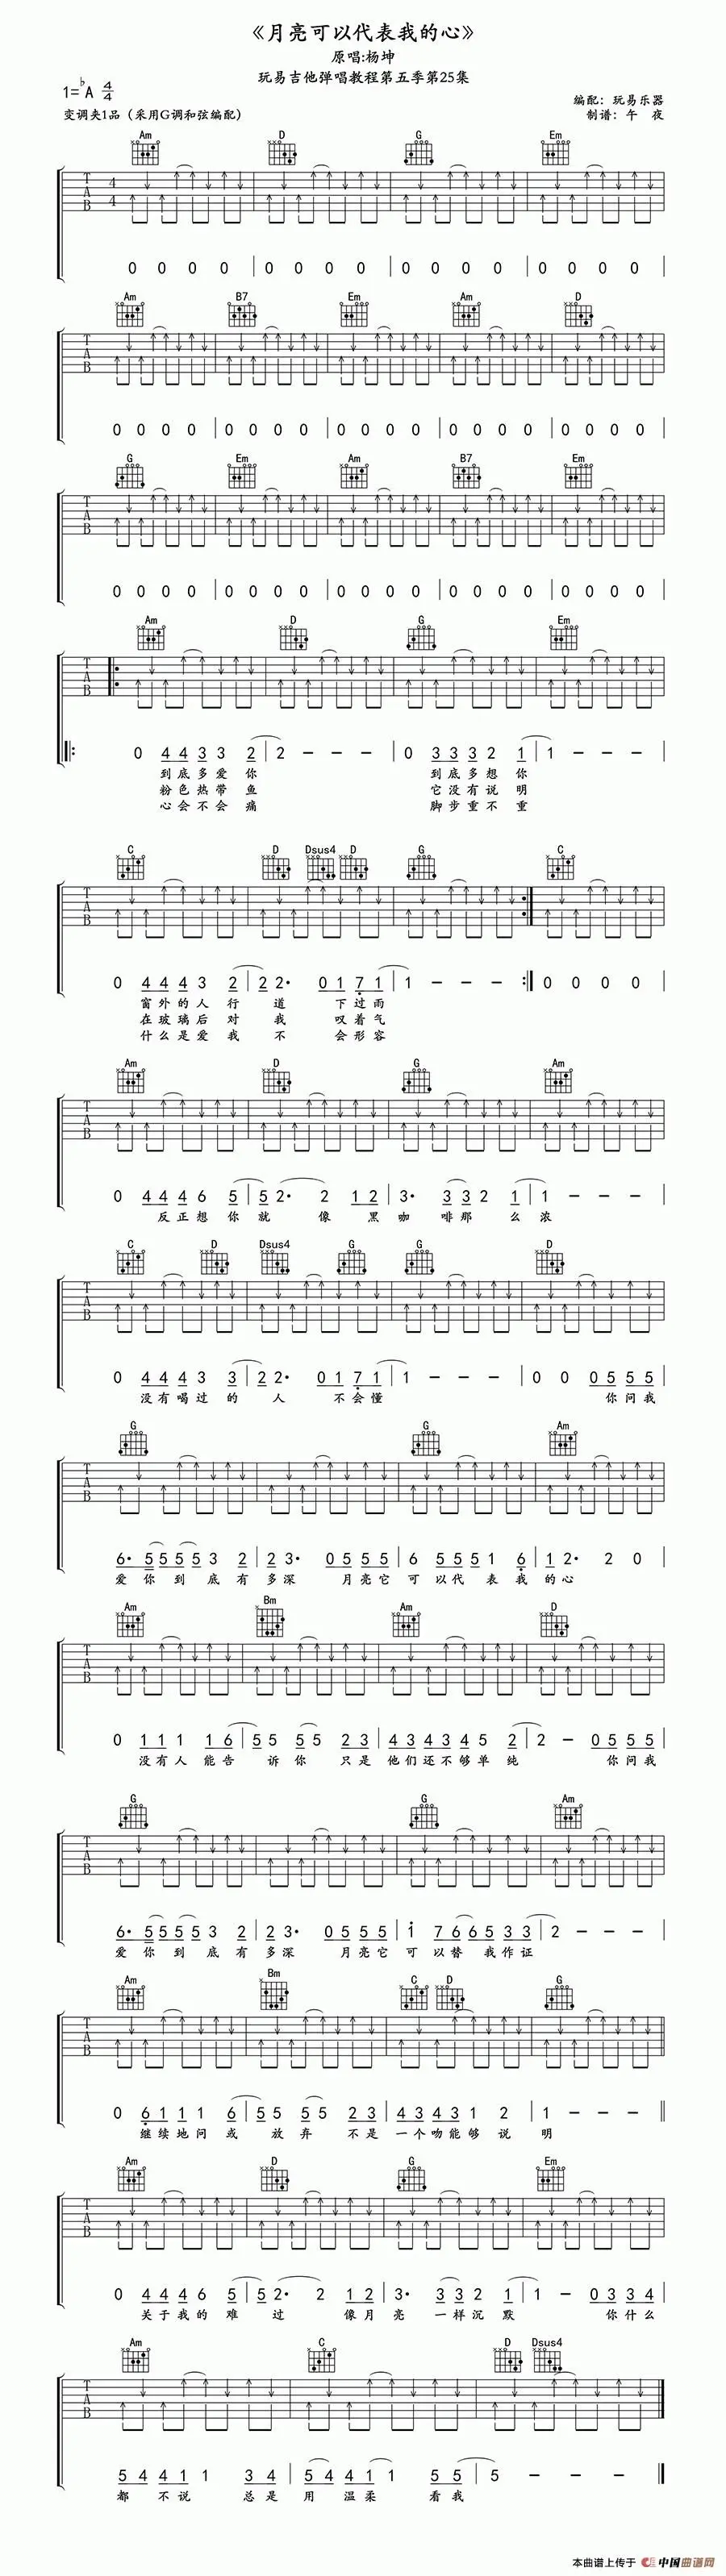 《月亮可以代表我的心》
原唱:杨坤
玩易吉他弹唱教程第五季第25集
1=♭A 4/4
编配：玩易乐器
变调夹1品（采用G调和弦编配）
制谱：午 夜
Am D G Em
T A B 4/4
0 0 0 0 | 0 0 0 0 | 0 0 0 0 | 0 0 0 0 |
Am B7 Em Am D
T A B
0 0 0 0 | 0 0 0 0 | 0 0 0 0 | 0 0 0 0 | 0 0 0 0 |
G Em Am B7 Em
T A B
0 0 0 0 | 0 0 0 0 | 0 0 0 0 | 0 0 0 0 | 0 0 0 0 |
Am D G Em
T A B
0 4 4 3 3 2 | 2 - - - | 0 3 3 3 2 1 | 1 - - - |
到底多爱你 到底多想你
粉色热带鱼 它没有说明
心会不会痛 脚步重不重
C D Dsus4 D G C
T A B
0 4 4 4 3 2 | 2 2· 0 1 7 1 | 1 - - - :| 0 0 0 0 |
窗外的人行道 下过雨
在玻璃后对我 叹着气
什么是爱我不 会形容
Am D G Am
T A B
0 4 4 4 6 5 | 5 2· 2 1 2 | 3· 3 3 2 1 | 1 - - - |
反正想你就像黑咖啡那么浓
C D Dsus4 G G D
T A B
0 4 4 4 3 3 | 2 2· 0 1 7 1 | 1 - - - | 0 0 0 5 5 5 |
没有喝过的人 不会懂 你问我
G G Am
T A B
6· 5 5 5 5 3 2 | 2 3· 0 5 5 5 | 6 5 5 5 1 6 | 1 2· 2 0 |
爱你到底有多深 月亮它可以代表我的心
Am Bm Am D
T A B
0 1 1 1 1 6 | 5 5 5 5 2 3 | 4 3 4 3 4 5 2 | 2 - 0 5 5 5 |
没有人能告诉你 只是他们还不够单纯 你问我
G G Am
T A B
6· 5 5 5 5 3 2 | 2 3· 0 5 5 5 | 1 7 6 6 5 3 3 | 2 - - - |
爱你到底有多深 月亮它可以替我作证
Am Bm C D G
T A B
0 6 1 1 1 6 | 5 5 5 5 2 3 | 4 3 4 3 1 2 | 1 - - - ||
继续地问或放弃 不是一个吻能够说明
Am D G Em
T A B
0 4 4 4 6 5 | 5 2· 2 1 2 | 3· 3 3 2 1 | 1 - 0 3 3 4 |
关于我的难过 像月亮一样沉默 你什么
Am C D Dsus4
T A B
5 4 4 1 1 3 4 | 5 4 4 1 1 5 5 | 5 - - - |
都不说 总是用温柔看我
本曲谱上传于 中国曲谱网